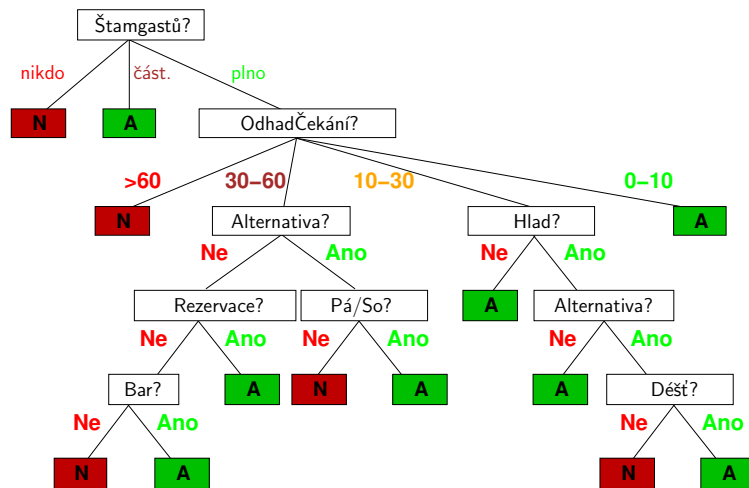 Štamgastů?
nikdo část. plno
N A OdhadČekání?
>60 30–60 10–30 0–10
N Alternativa? Hlad? A
Ne Ano Ne Ano
Rezervace? Pá/So? A Alternativa?
Ne Ano Ne Ano Ne Ano
Bar? A N A A Déšť?
Ne Ano Ne Ano
N A N A